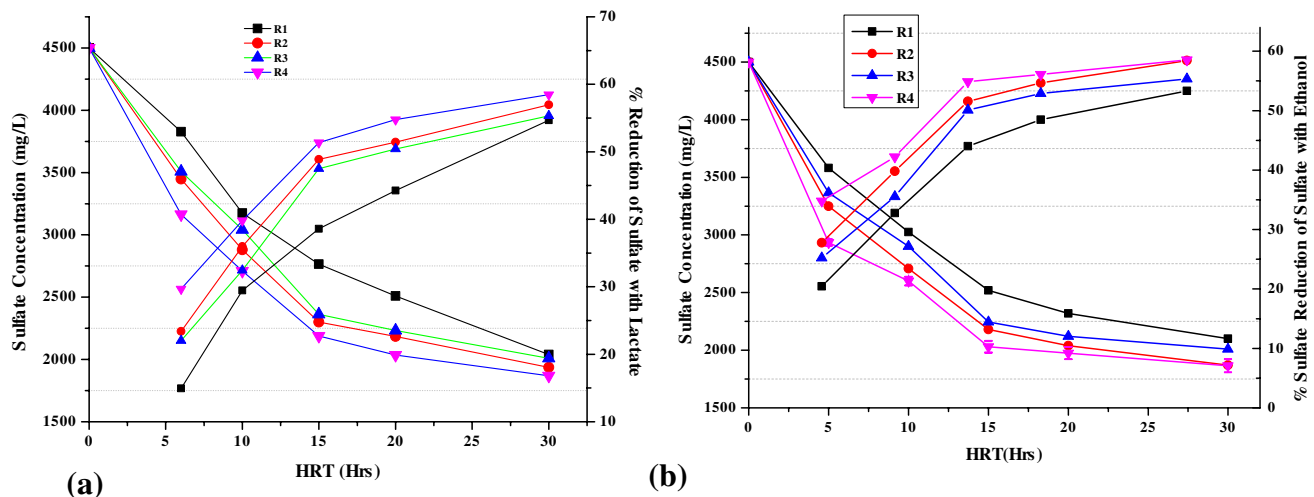 R1
R2
R3
R4
4500
4000
3500
3000
2500
2000
1500
Sulfate Concentration (mg/L)
70
60
50
40
30
20
10
% Reduction of Sulfate with Lactate
0 5 10 15 20 25 30
HRT (Hrs)
(a)
R1
R2
R3
R4
4500
4000
3500
3000
2500
2000
1500
Sulfate Concentration (mg/L)
60
50
40
30
20
10
0
% Sulfate Reduction of Sulfate with Ethanol
0 5 10 15 20 25 30
HRT(Hrs)
(b)